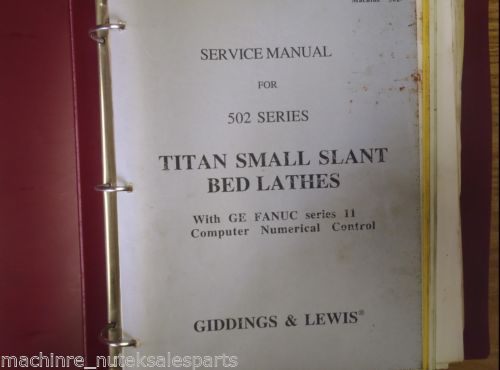 SERVICE MANUAL
FOR
502 SERIES
TITAN SMALL SLANT
BED LATHES
With GE FANUC series 11
Computer Numerical Control
GIDDINGS & LEWIS®
machinre_nuteksalesparts